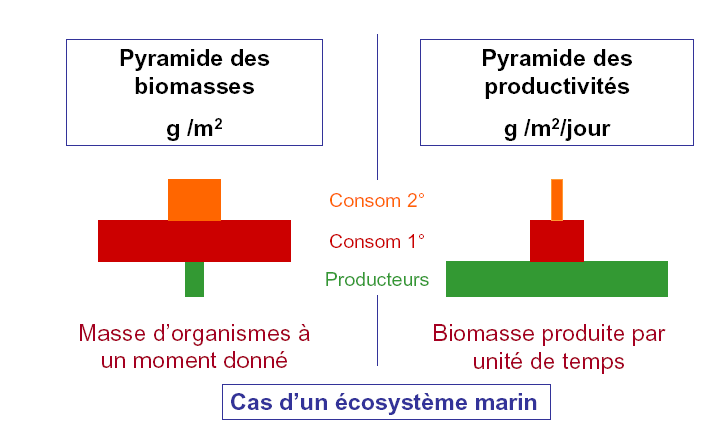 Pyramide des
biomasses
g /m²
Pyramide des
productivités
g /m²/jour
Consom 2°
Consom 1°
Producteurs
Masse d’organismes à
un moment donné
Biomasse produite par
unité de temps
Cas d’un écosystème marin